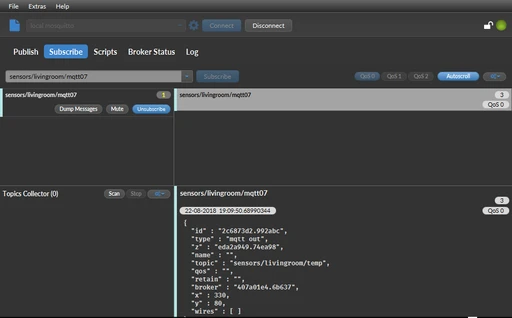 File Extras Help
local mosquitto Connect Disconnect
Publish Subscribe Scripts Broker Status Log
sensors/livingroom/mqtt07 Subscribe QoS 0 QoS 1 QoS 2 Autoscroll
sensors/livingroom/mqtt07 1
Dump Messages Mute Unsubscribe
sensors/livingroom/mqtt07 3
QoS 0
Topics Collector (0) Scan Stop
sensors/livingroom/mqtt07
3
22-08-2018 19:09:50.68990344 QoS 0
{
"id" : "2c6873d2.992abc",
"type" : "mqtt out",
"z" : "eda2a949.74ea98",
"name" : "",
"topic" : "sensors/livingroom/temp",
"qos" : "",
"retain" : "",
"broker" : "407a01e4.6b637",
"x" : 330,
"y" : 80,
"wires" : [ ]